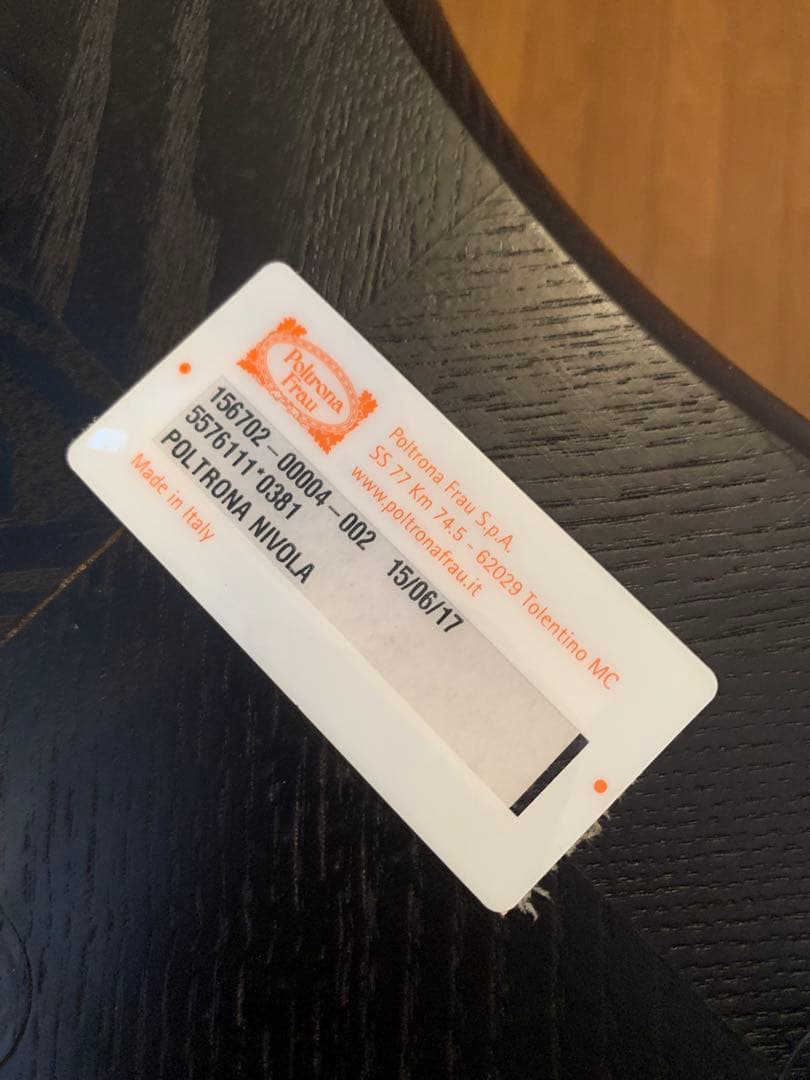 Poltrona
Frau
Poltrona Frau S.p.A.
SS 77 Km 74.5 - 62029 Tolentino MC
www.poltronafrau.it
156702-00004-002 15/06/17
5576111*0381
POLTRONA NIVOLA
Made in Italy